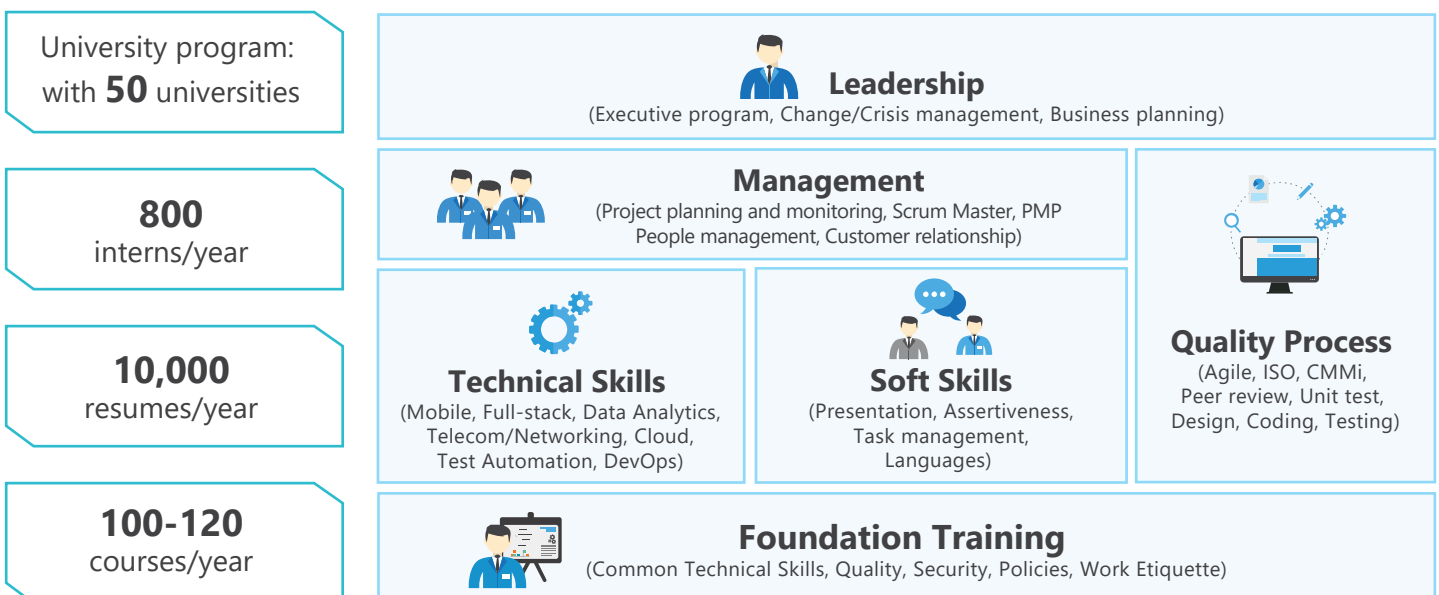 University program:
with 50 universities
800
interns/year
10,000
resumes/year
100-120
courses/year
Leadership
(Executive program, Change/Crisis management, Business planning)
Management
(Project planning and monitoring, Scrum Master, PMP
People management, Customer relationship)
Technical Skills
(Mobile, Full-stack, Data Analytics,
Telecom/Networking, Cloud,
Test Automation, DevOps)
Soft Skills
(Presentation, Assertiveness,
Task management,
Languages)
Quality Process
(Agile, ISO, CMMi,
Peer review, Unit test,
Design, Coding, Testing)
Foundation Training
(Common Technical Skills, Quality, Security, Policies, Work Etiquette)